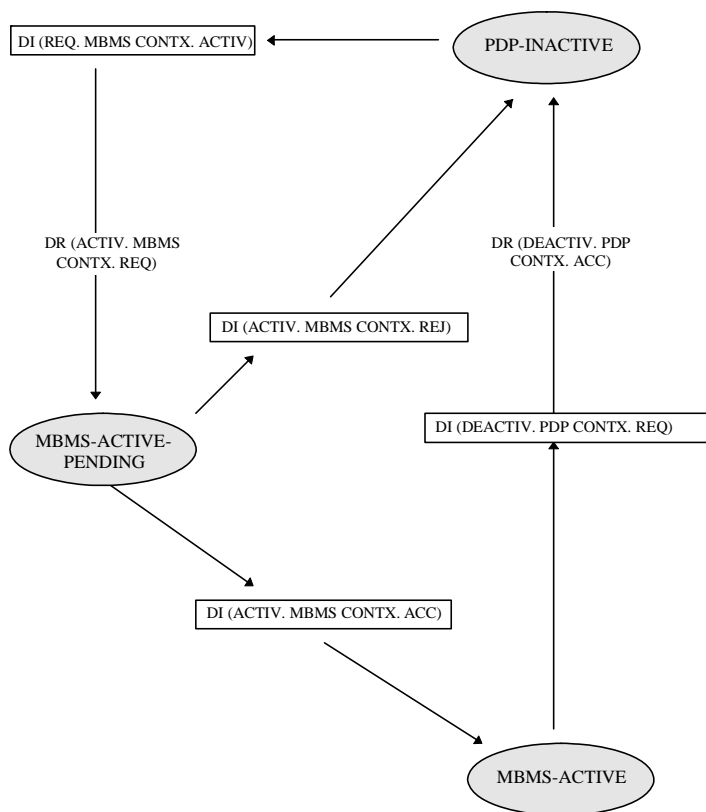 DI (REQ. MBMS CONTX. ACTIV)
PDP-INACTIVE
DR (ACTIV. MBMS
CONTX. REQ)
DR (DEACTIV. PDP
CONTX. ACC)
DI (ACTIV. MBMS CONTX. REJ)
MBMS-ACTIVE-
PENDING
DI (DEACTIV. PDP CONTX. REQ)
DI (ACTIV. MBMS CONTX. ACC)
MBMS-ACTIVE